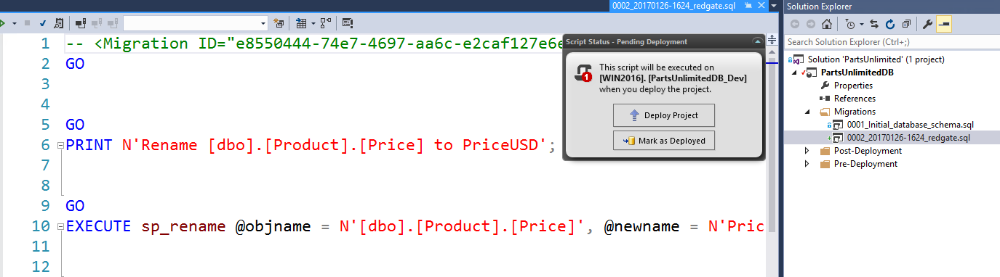 0002_20170126-1624_redgate.sql
1 -- <Migration ID="e8550444-74e7-4697-aa6c-e2caf127e6e
2 GO
3
4
5 GO
6 PRINT N'Rename [dbo].[Product].[Price] to PriceUSD';
7
8
9 GO
10 EXECUTE sp_rename @objname = N'[dbo].[Product].[Price]', @newname = N'Pric
11
12
Script Status - Pending Deployment
This script will be executed on
[WIN2016]. [PartsUnlimitedDB_Dev]
when you deploy the project.
1
Deploy Project
Mark as Deployed
Solution Explorer
Search Solution Explorer (Ctrl+;)
Solution 'PartsUnlimited' (1 project)
PartsUnlimitedDB
Properties
References
Migrations
0001_Initial_database_schema.sql
0002_20170126-1624_redgate.sql
Post-Deployment
Pre-Deployment